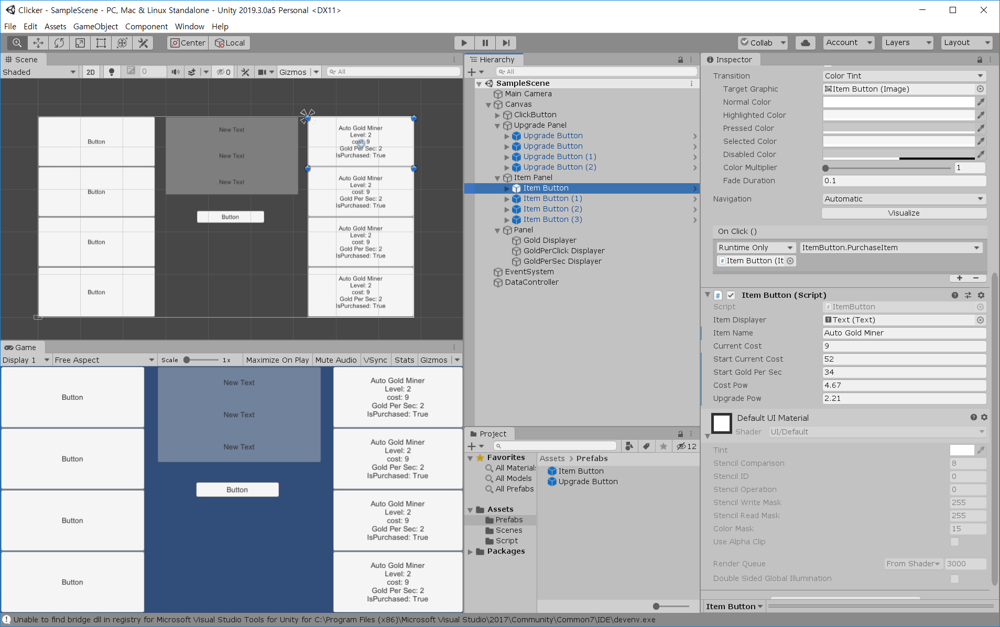 Clicker - SampleScene - PC, Mac & Linux Standalone - Unity 2019.3.0a5 Personal <DX11>
File Edit Assets GameObject Component Window Help
Center Local Collab Account Layers Layout
Scene
Shaded 2D 0 0 Gizmos All
New Text
New Text
New Text
Button
Button
Button
Button
Button
Auto Gold Miner
Level: 2
cost: 9
Gold Per Sec: 2
IsPurchased: True
Auto Gold Miner
Level: 2
cost: 9
Gold Per Sec: 2
IsPurchased: True
Auto Gold Miner
Level: 2
cost: 9
Gold Per Sec: 2
IsPurchased: True
Auto Gold Miner
Level: 2
cost: 9
Gold Per Sec: 2
IsPurchased: True
Game
Display 1 Free Aspect Scale 1x Maximize On Play Mute Audio VSync Stats Gizmos
Button
Button
Button
Button
New Text
New Text
New Text
Button
Auto Gold Miner
Level: 2
cost: 9
Gold Per Sec: 2
IsPurchased: True
Auto Gold Miner
Level: 2
cost: 9
Gold Per Sec: 2
IsPurchased: True
Auto Gold Miner
Level: 2
cost: 9
Gold Per Sec: 2
IsPurchased: True
Auto Gold Miner
Level: 2
cost: 9
Gold Per Sec: 2
IsPurchased: True
Hierarchy
All
SampleScene
Main Camera
Canvas
ClickButton
Upgrade Panel
Upgrade Button
Upgrade Button
Upgrade Button (1)
Upgrade Button (2)
Item Panel
Item Button
Item Button (1)
Item Button (2)
Item Button (3)
Panel
Gold Displayer
GoldPerClick Displayer
GoldPerSec Displayer
EventSystem
DataController
Project
12
Favorites
All Material
All Models
All Prefabs
Assets
Prefabs
Scenes
Script
Packages
Assets > Prefabs
Item Button
Upgrade Button
Inspector
Transition Color Tint
Target Graphic Item Button (Image)
Normal Color
Highlighted Color
Pressed Color
Selected Color
Disabled Color
Color Multiplier 1
Fade Duration 0.1
Navigation Automatic
Visualize
On Click ()
Runtime Only ItemButton.PurchaseItem
Item Button (It
+ −
Item Button (Script)
Script ItemButton
Item Displayer Text (Text)
Item Name Auto Gold Miner
Current Cost 9
Start Current Cost 52
Start Gold Per Sec 34
Cost Pow 4.67
Upgrade Pow 2.21
Default UI Material
Shader UI/Default
Tint
Stencil Comparison 8
Stencil ID 0
Stencil Operation 0
Stencil Write Mask 255
Stencil Read Mask 255
Color Mask 15
Use Alpha Clip
Render Queue From Shader 3000
Double Sided Global Illumination
Item Button
Unable to find bridge dll in registry for Microsoft Visual Studio Tools for Unity for C:\Program Files (x86)\Microsoft Visual Studio\2017\Community\Common7\IDE\devenv.exe